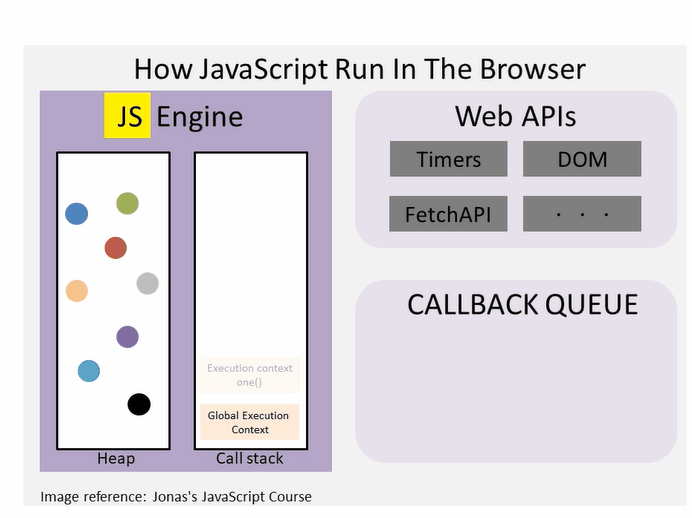 How JavaScript Run In The Browser
JS Engine
Heap
Execution context
one()
Global Execution
Context
Call stack
Web APIs
Timers
DOM
FetchAPI
. . .
CALLBACK QUEUE
Image reference: Jonas's JavaScript Course